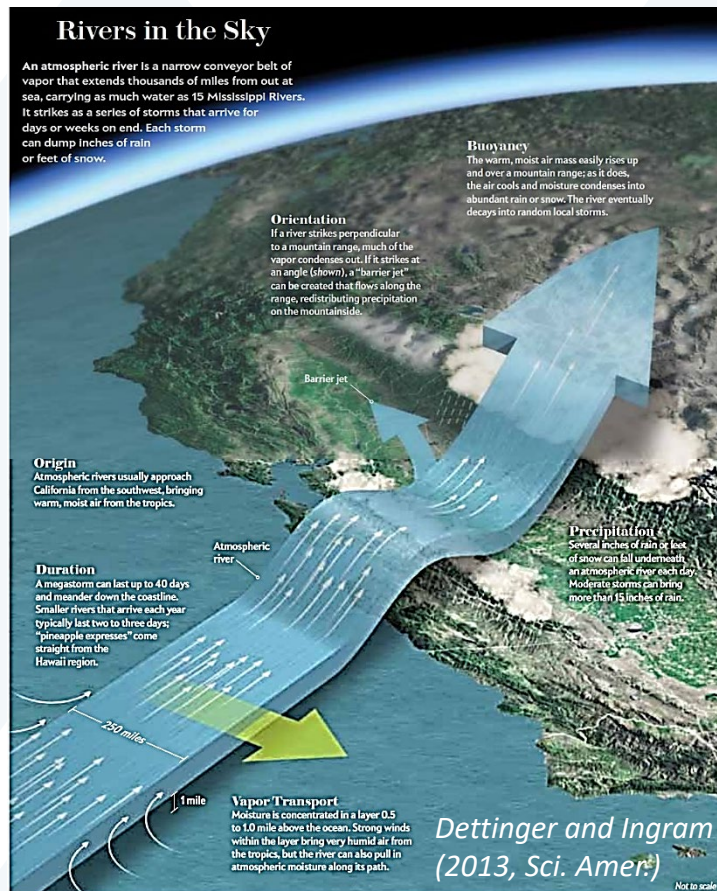 Rivers in the Sky
An atmospheric river is a narrow conveyor belt of
vapor that extends thousands of miles from out at
sea, carrying as much water as 15 Mississippi Rivers.
It strikes as a series of storms that arrive for
days or weeks on end. Each storm
can dump inches of rain
or feet of snow.
Buoyancy
The warm, moist air mass easily rises up
and over a mountain range; as it does,
the air cools and moisture condenses into
abundant rain or snow. The river eventually
decays into random local storms.
Orientation
If a river strikes perpendicular
to a mountain range, much of the
vapor condenses out. If it strikes at
an angle (shown), a “barrier jet”
can be created that flows along the
range, redistributing precipitation
on the mountainside.
Barrier jet
Origin
Atmospheric rivers usually approach
California from the southwest, bringing
warm, moist air from the tropics.
Atmospheric
river
Precipitation
Several inches of rain or feet
of snow can fall underneath
an atmospheric river each day.
Moderate storms can bring
more than 15 inches of rain.
Duration
A megastorm can last up to 40 days
and meander down the coastline.
Smaller rivers that arrive each year
typically last two to three days;
“pineapple expresses” come
straight from the
Hawaii region.
250 miles
1 mile
Vapor Transport
Moisture is concentrated in a layer 0.5
to 1.0 mile above the ocean. Strong winds
within the layer bring very humid air from
the tropics, but the river can also pull in
atmospheric moisture along its path.
Dettinger and Ingram
(2013, Sci. Amer.)
Not to scale